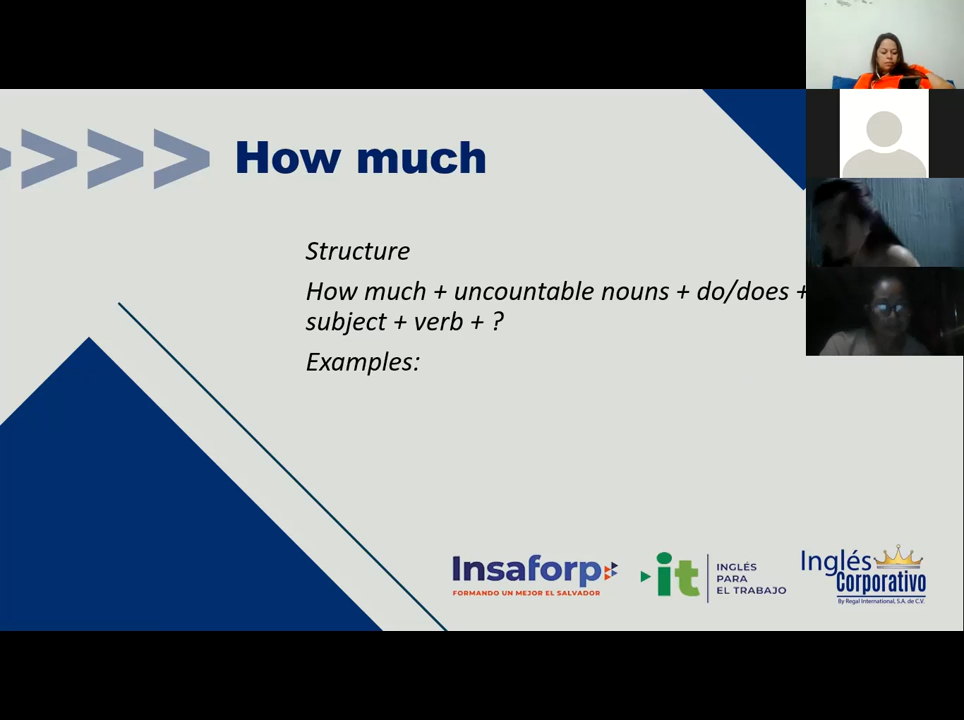 How much
Structure
How much + uncountable nouns + do/does +
subject + verb + ?
Examples:
Insaforp
FORMANDO UN MEJOR EL SALVADOR
it
INGLÉS
PARA
EL TRABAJO
Inglés
Corporativo
By Regal International, S.A. de C.V.